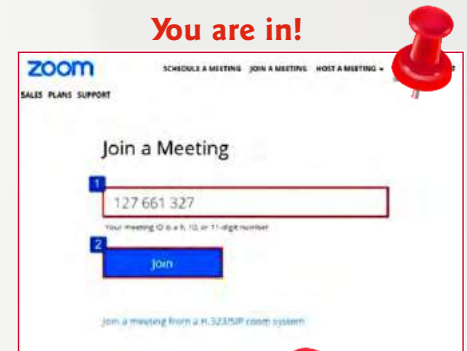 You are in!
zoom
SCHEDULE A MEETING JOIN A MEETING HOST A MEETING
SALES PLANS SUPPORT
Join a Meeting
1
127 661 327
Your meeting ID is a 9, 10, or 11-digit number
2
Join
Join a meeting from a H.323/SIP room system